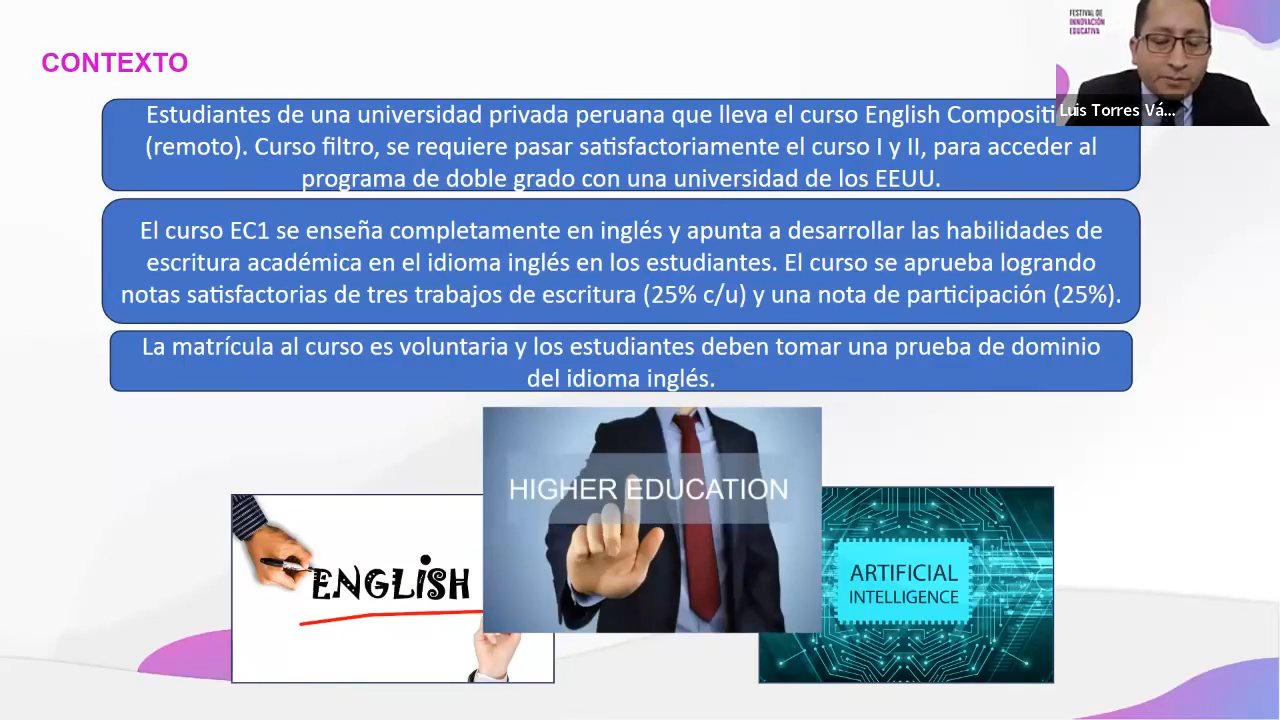 CONTEXTO
FESTIVAL DE
INNOVACIÓN
EDUCATIVA
Luis Torres Vá...
Estudiantes de una universidad privada peruana que lleva el curso English Compositi
(remoto). Curso filtro, se requiere pasar satisfactoriamente el curso I y II, para acceder al
programa de doble grado con una universidad de los EEUU.
El curso EC1 se enseña completamente en inglés y apunta a desarrollar las habilidades de
escritura académica en el idioma inglés en los estudiantes. El curso se aprueba logrando
notas satisfactorias de tres trabajos de escritura (25% c/u) y una nota de participación (25%).
La matrícula al curso es voluntaria y los estudiantes deben tomar una prueba de dominio
del idioma inglés.
HIGHER EDUCATION
ENGLiSH
ARTIFICIAL
INTELLIGENCE